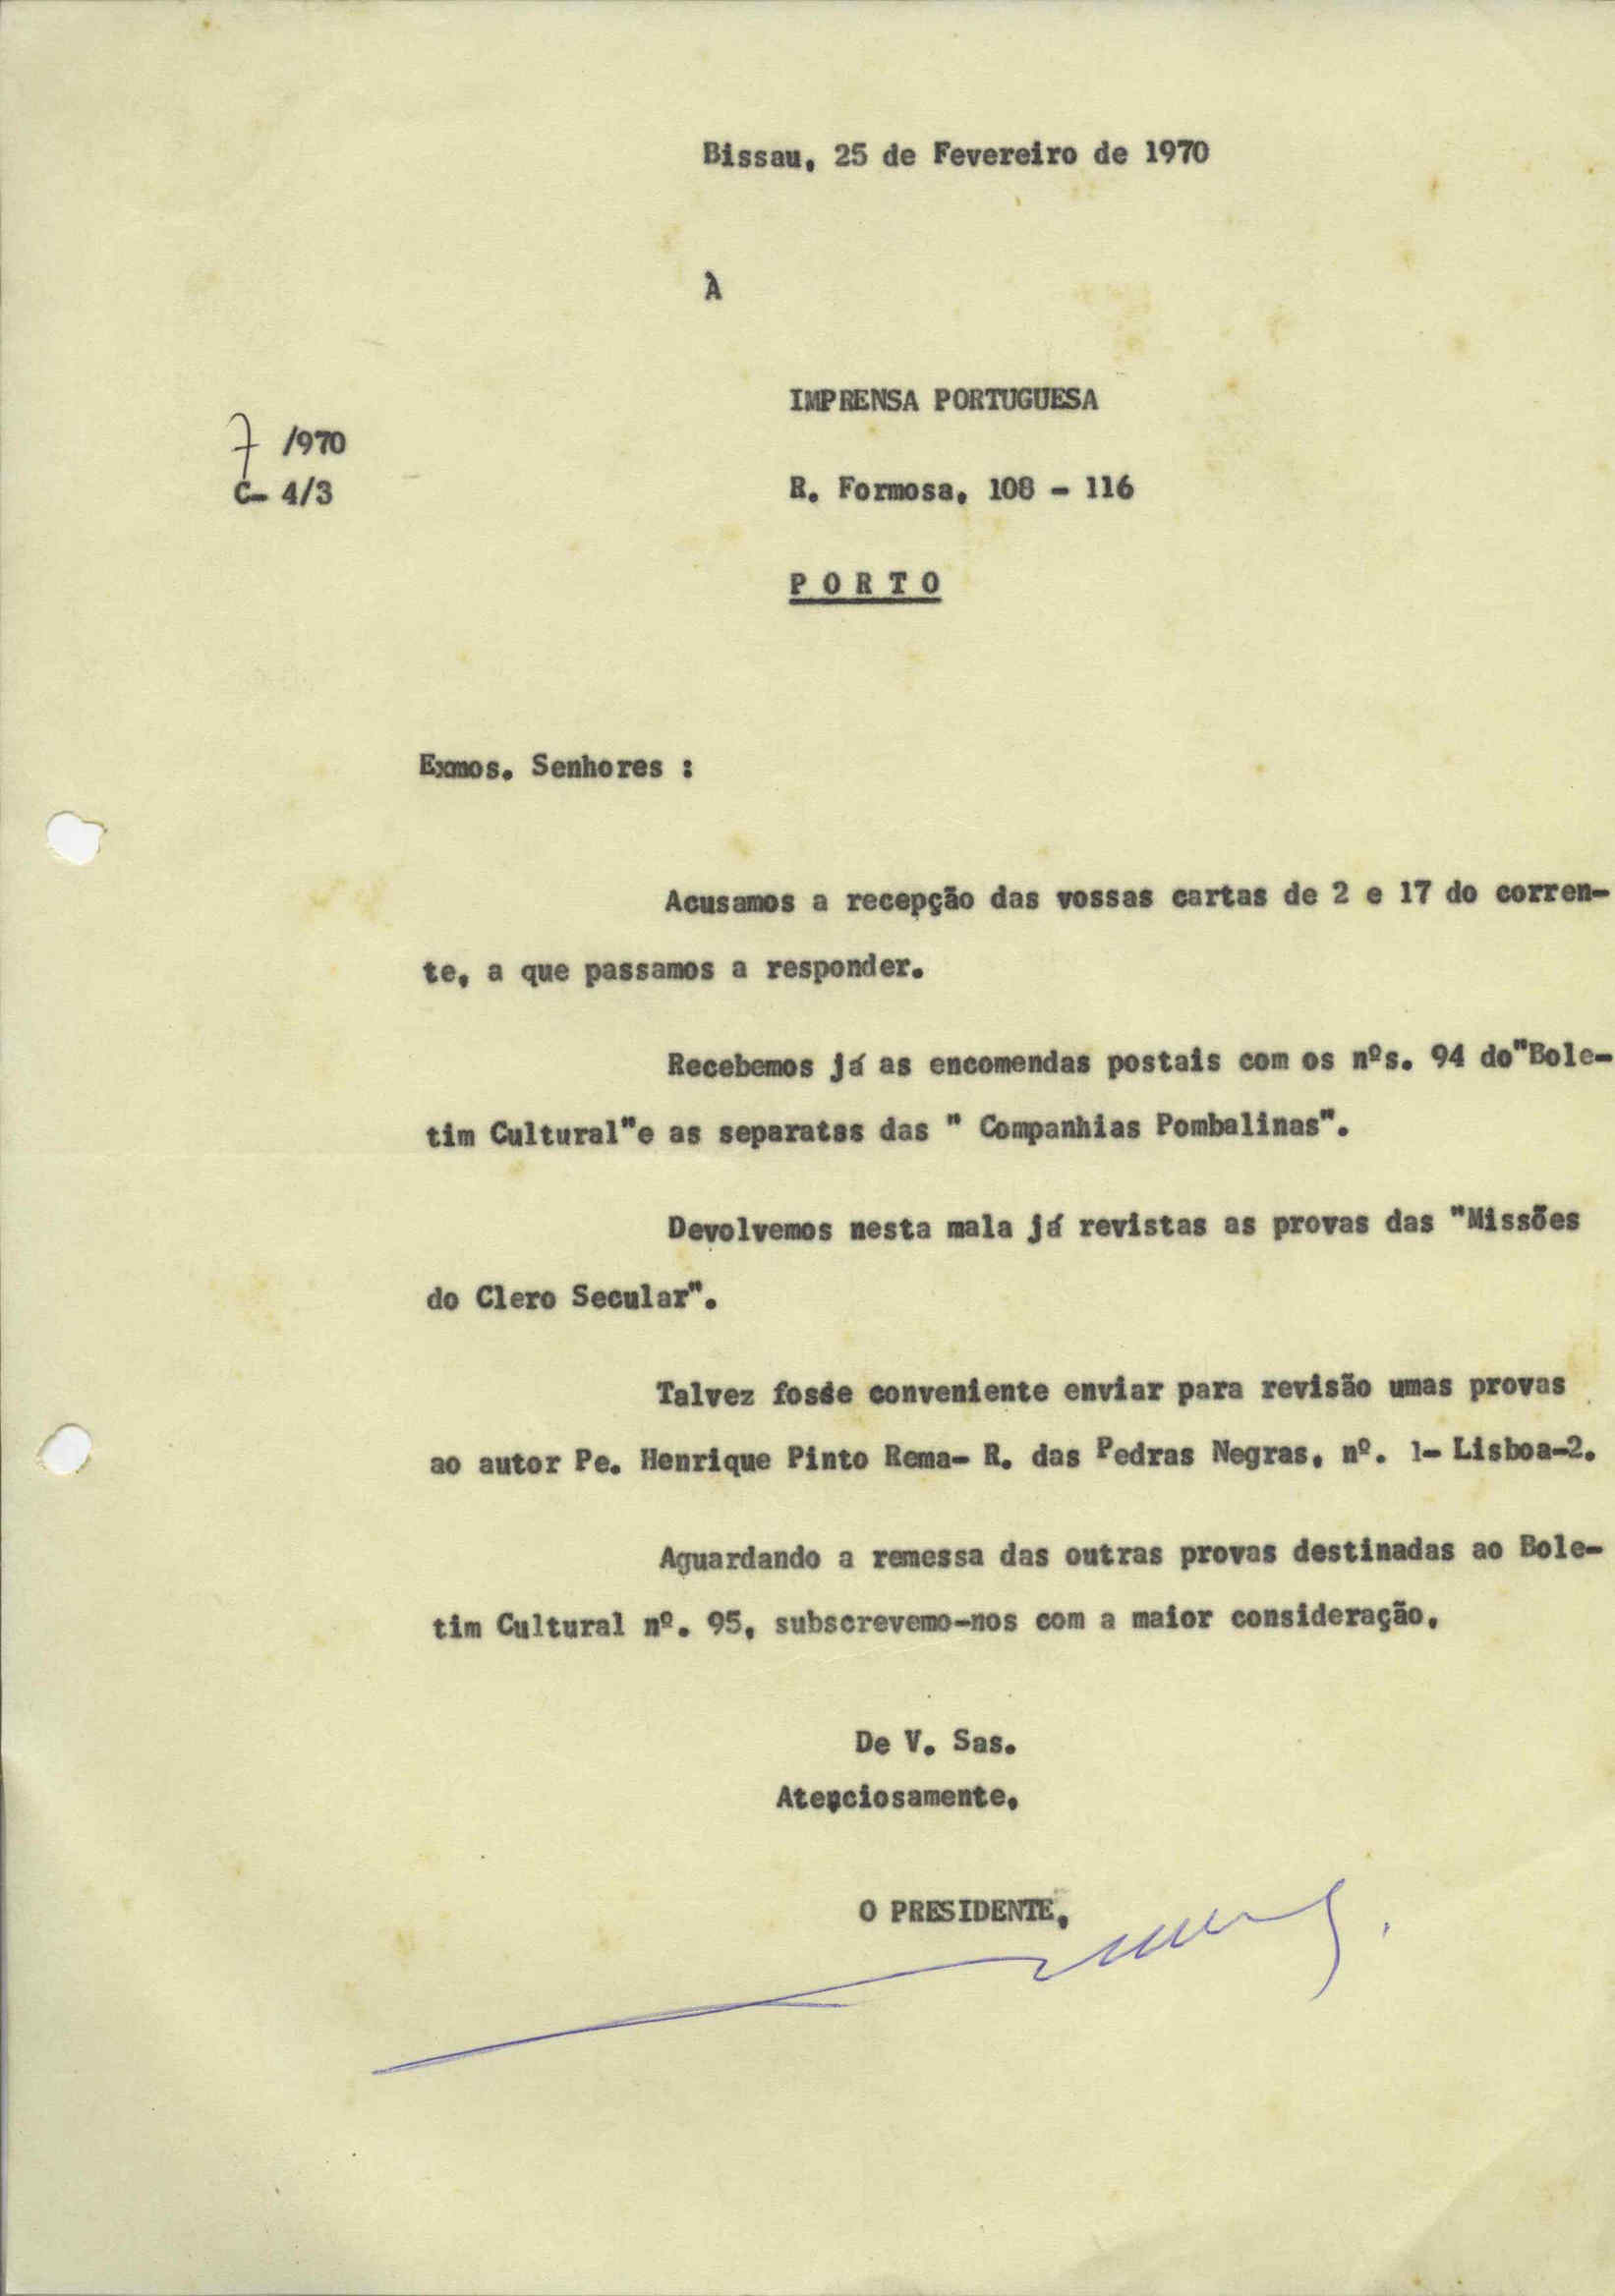 Bissau, 25 de Fevereiro de 1970
À
IMPRENSA PORTUGUESA
7 /970
C- 4/3
R. Formosa, 108 - 116
P O R T O
Exmos. Senhores :
Acusamos a recepção das vossas cartas de 2 e 17 do corren-
te, a que passamos a responder.
Recebemos já as encomendas postais com os nºs. 94 do"Bole-
tim Cultural"e as separatas das " Companhias Pombalinas".
Devolvemos nesta mala já revistas as provas das "Missões
do Clero Secular".
Talvez fosse conveniente enviar para revisão umas provas
ao autor Pe. Henrique Pinto Rema- R. das Pedras Negras, nº. 1- Lisboa-2.
Aguardando a remessa das outras provas destinadas ao Bole-
tim Cultural nº. 95, subscrevemo-nos com a maior consideração,
De V. Sas.
Atenciosamente,
O PRESIDENTE,